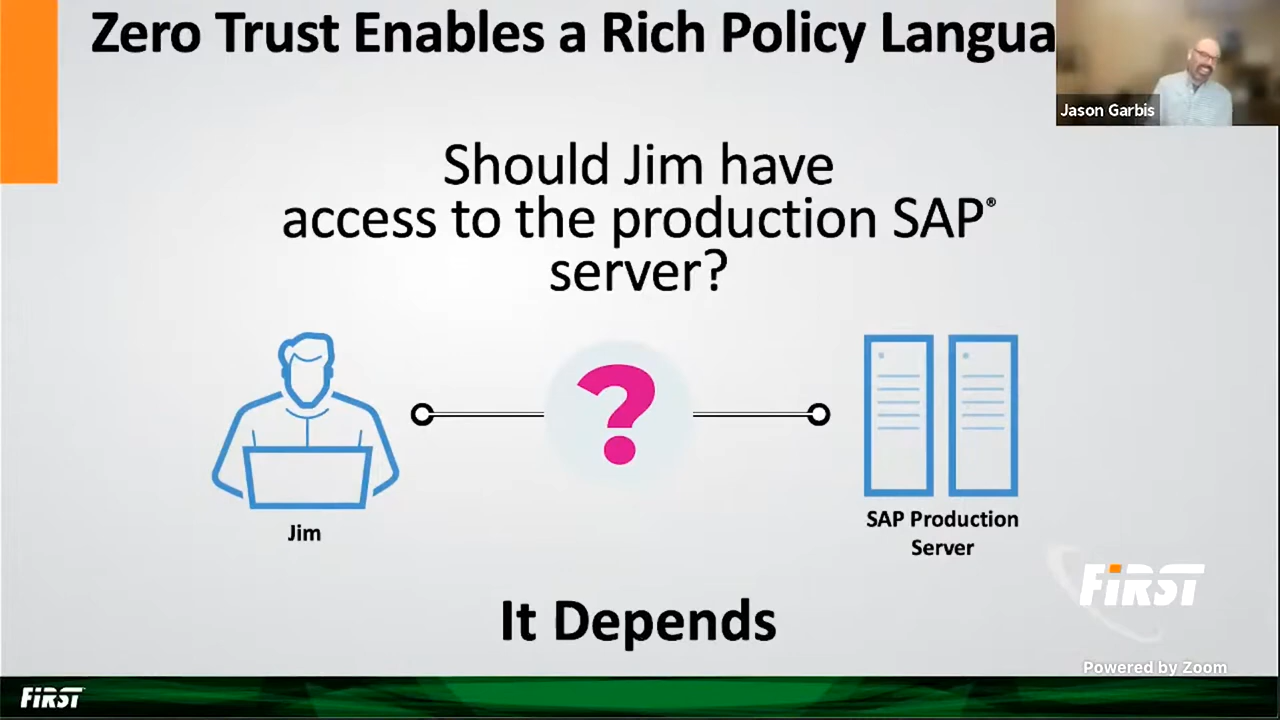 Zero Trust Enables a Rich Policy Langua
Jason Garbis
Should Jim have
access to the production SAP®
server?
?
Jim
SAP Production
Server
It Depends
FiRST
Powered by Zoom
FiRST